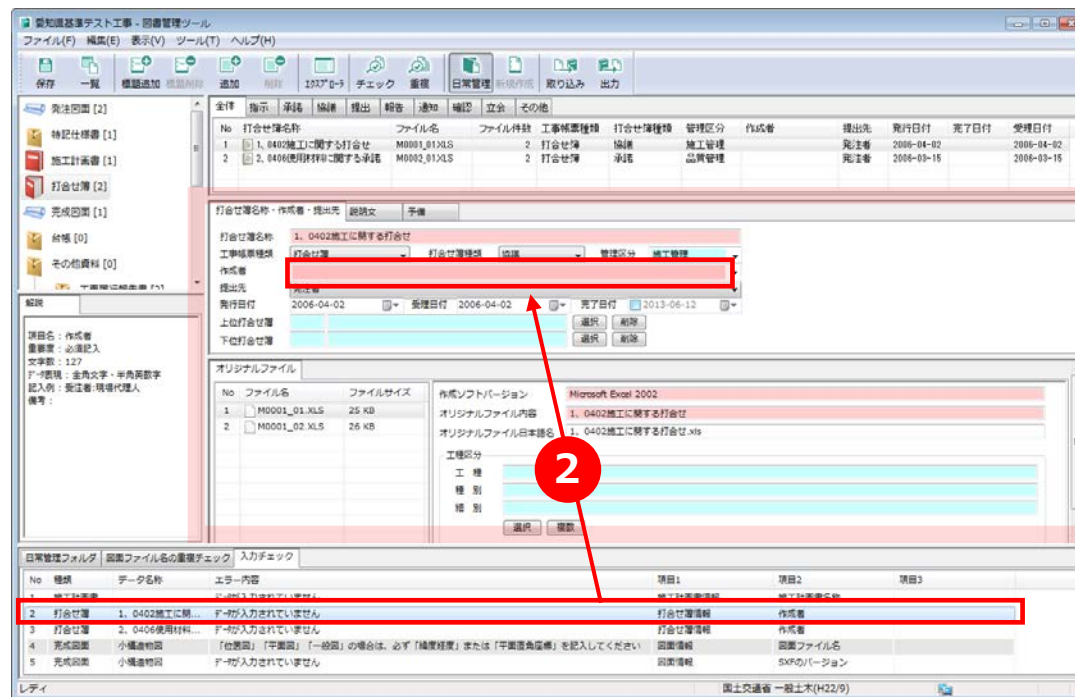 愛知県基準テスト工事 - 図書管理ツール
ファイル(F) 編集(E) 表示(V) ツール(T) ヘルプ(H)
保存 一覧 標題追加 標題削除 追加 削除 ｴｸｽﾌﾟﾛｰﾗ チェック 重複 日常管理 新規作成 取り込み 出力
発注図面 [2]
特記仕様書 [1]
施工計画書 [1]
打合せ簿 [2]
完成図面 [1]
台帳 [0]
その他資料 [0]
全体 指示 承諾 協議 提出 報告 通知 確認 立会 その他
No 打合せ簿名称 ファイル名 ファイル件数 工事帳票種類 打合せ簿種類 管理区分 作成者 提出先 発行日付 完了日付 受理日付
1 1、0402施工に関する打合せ M0001_01.XLS 2 打合せ簿 協議 施工管理 発注者 2006-04-02 2006-04-02
2 2、0406使用材料に関する承諾 M0002_01.XLS 2 打合せ簿 承諾 品質管理 発注者 2006-03-15 2006-03-15
打合せ簿名称・作成者・提出先 説明文 予備
打合せ簿名称 1、0402施工に関する打合せ
工事帳票種類 打合せ簿 打合せ簿種類 協議 管理区分 施工管理
作成者
提出先 発注者
発行日付 2006-04-02 受理日付 2006-04-02 完了日付 2013-06-12
上位打合せ簿 選択 削除
下位打合せ簿 選択 削除
解説
項目名：作成者
重要度：必須記入
文字数：127
ﾃﾞｰﾀ表現：全角文字・半角英数字
記入例：受注者:現場代理人
備考：
オリジナルファイル
No ファイル名 ファイルサイズ
1 M0001_01.XLS 25 KB
2 M0001_02.XLS 26 KB
作成ソフトバージョン Microsoft Excel 2002
オリジナルファイル内容 1、0402施工に関する打合せ
オリジナルファイル日本語名 1、0402施工に関する打合せ.xls
工種区分
工 種
種 別
細 別
選択 複数
2
日常管理フォルダ 図面ファイル名の重複チェック 入力チェック
No 種類 データ名称 エラー内容 項目1 項目2 項目3
1 施工計画書 ﾃﾞｰﾀが入力されていません 施工計画書情報 施工計画書名称
2 打合せ簿 1、0402施工に関... ﾃﾞｰﾀが入力されていません 打合せ簿情報 作成者
3 打合せ簿 2、0406使用材料... ﾃﾞｰﾀが入力されていません 打合せ簿情報 作成者
4 完成図面 小構造物図 「位置図」「平面図」「一般図」の場合は、必ず「緯度経度」または「平面直角座標」を記入してください 図面情報 図面ファイル名
5 完成図面 小構造物図 ﾃﾞｰﾀが入力されていません 図面情報 SXFのバージョン
レディ 国土交通省 一般土木(H22/9)